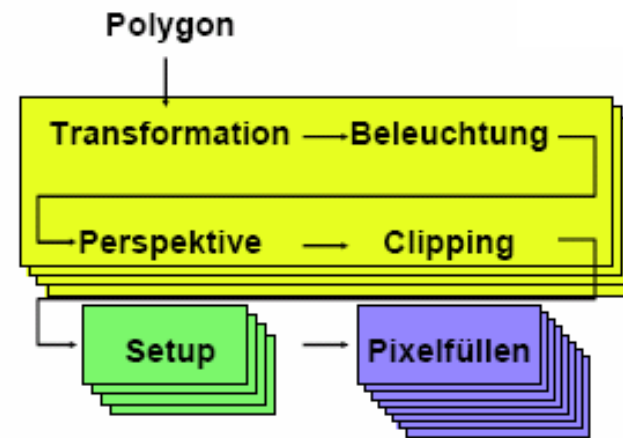 Polygon
Transformation Beleuchtung
Perspektive Clipping
Setup Pixelfüllen